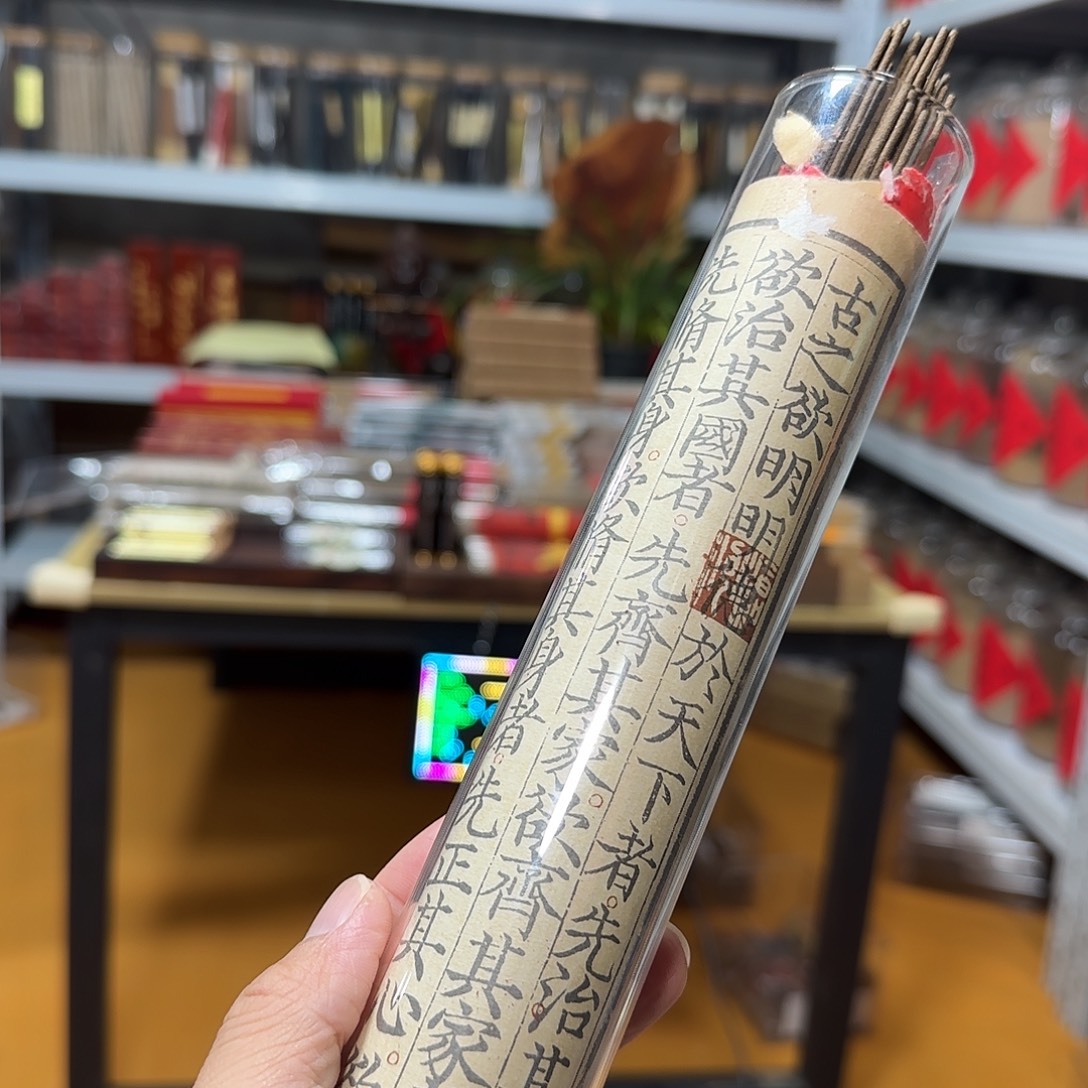 古之欲明明德於天下者。先治其
欲治其國者。先齊其家。欲齊其家
先脩其身。欲脩其身者。先正其心。